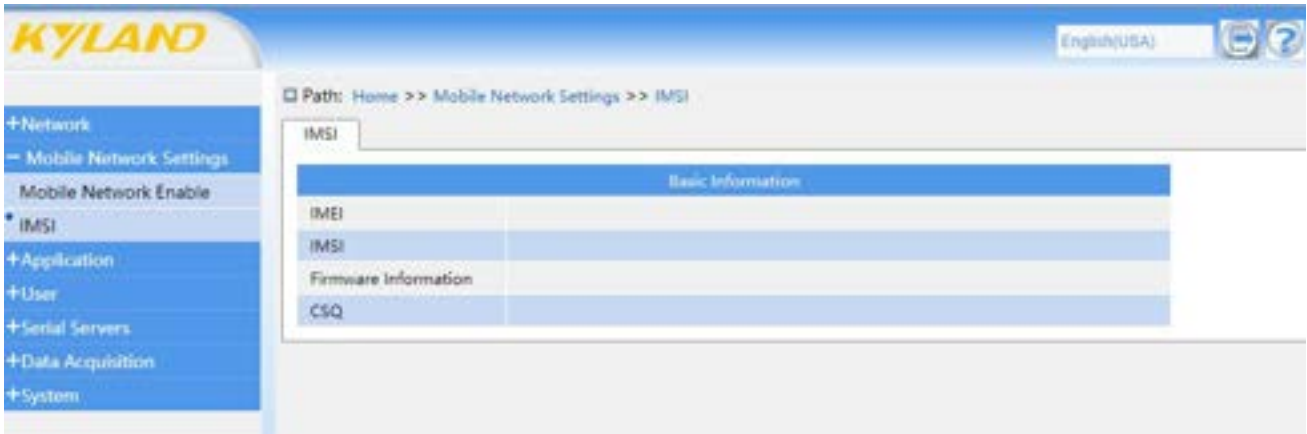 KYLAND
English(USA)
Path: Home >> Mobile Network Settings >> IMSI
+Network
− Mobile Network Settings
Mobile Network Enable
IMSI
+Application
+User
+Serial Servers
+Data Acquisition
+System
IMSI
Basic Information
IMEI
IMSI
Firmware Information
CSQ